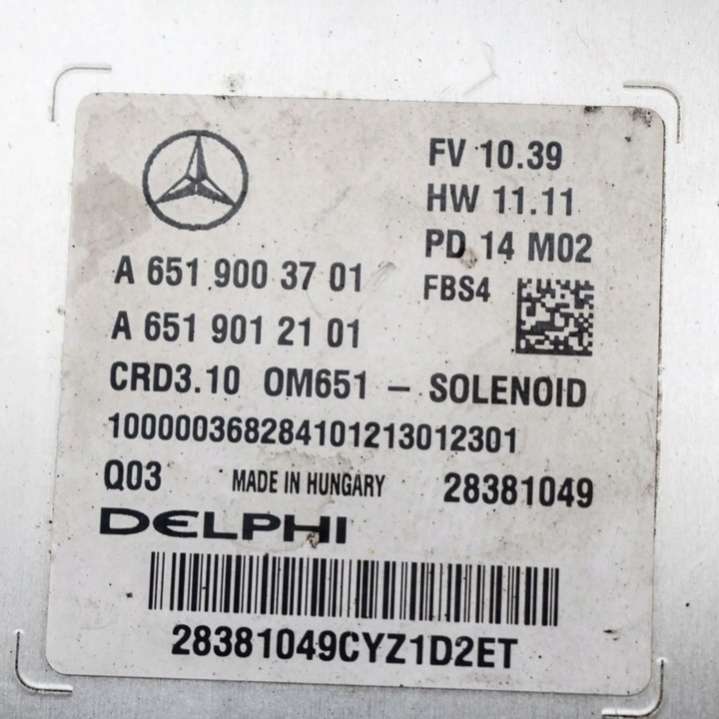 FV 10.39
HW 11.11
PD 14 M02
FBS4
A 651 900 37 01
A 651 901 21 01
CRD3.10 OM651 – SOLENOID
10000036828410121301230​1
Q03 MADE IN HUNGARY 28381049
DELPHI
28381049CYZ1D2ET